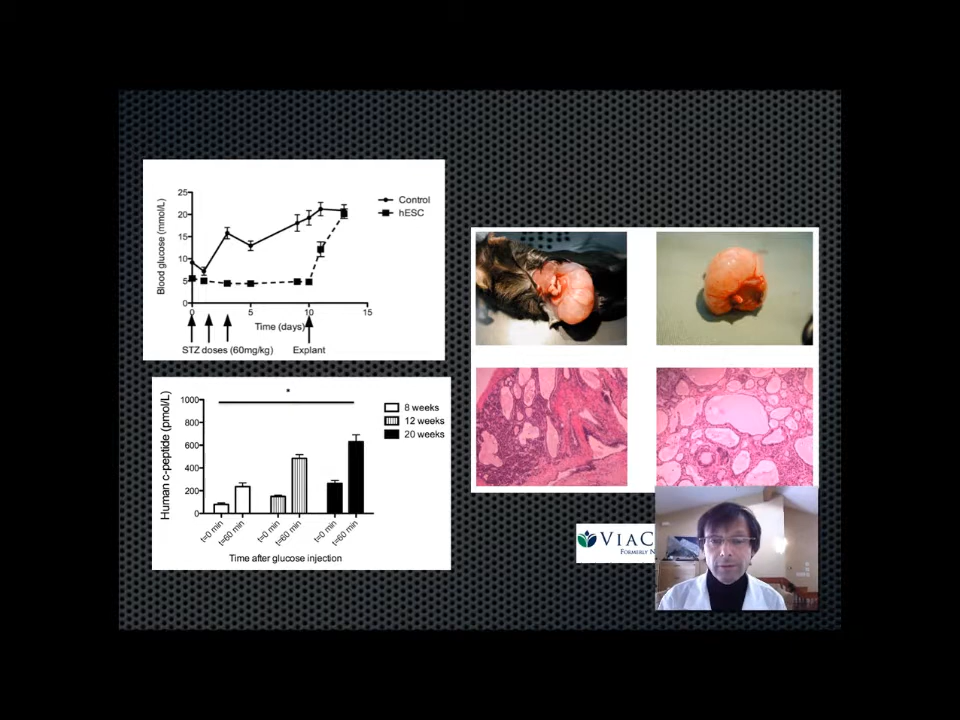 25
20
15
10
5
0
Blood glucose (mmol/L)
Control
hESC
0 5 10 15
Time (days)
STZ doses (60mg/kg) Explant
1000
800
600
400
200
0
Human c-peptide (pmol/L)
*
8 weeks
12 weeks
20 weeks
t=0 min t=60 min t=0 min t=60 min t=0 min t=60 min
Time after glucose injection
VIAC
FORMERLY N